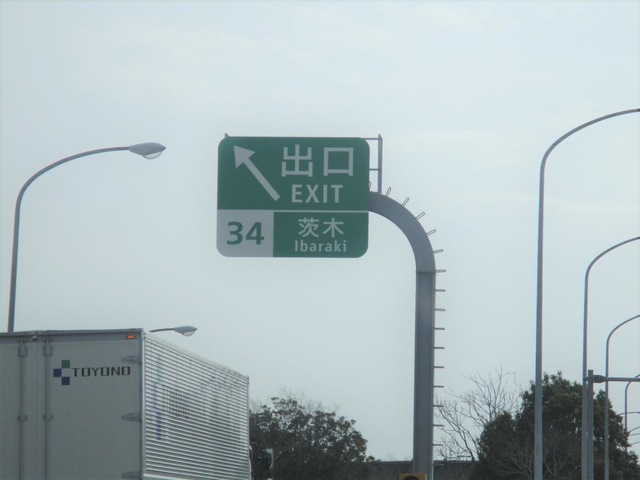 出口
EXIT
34
茨木
Ibaraki
TOYONO